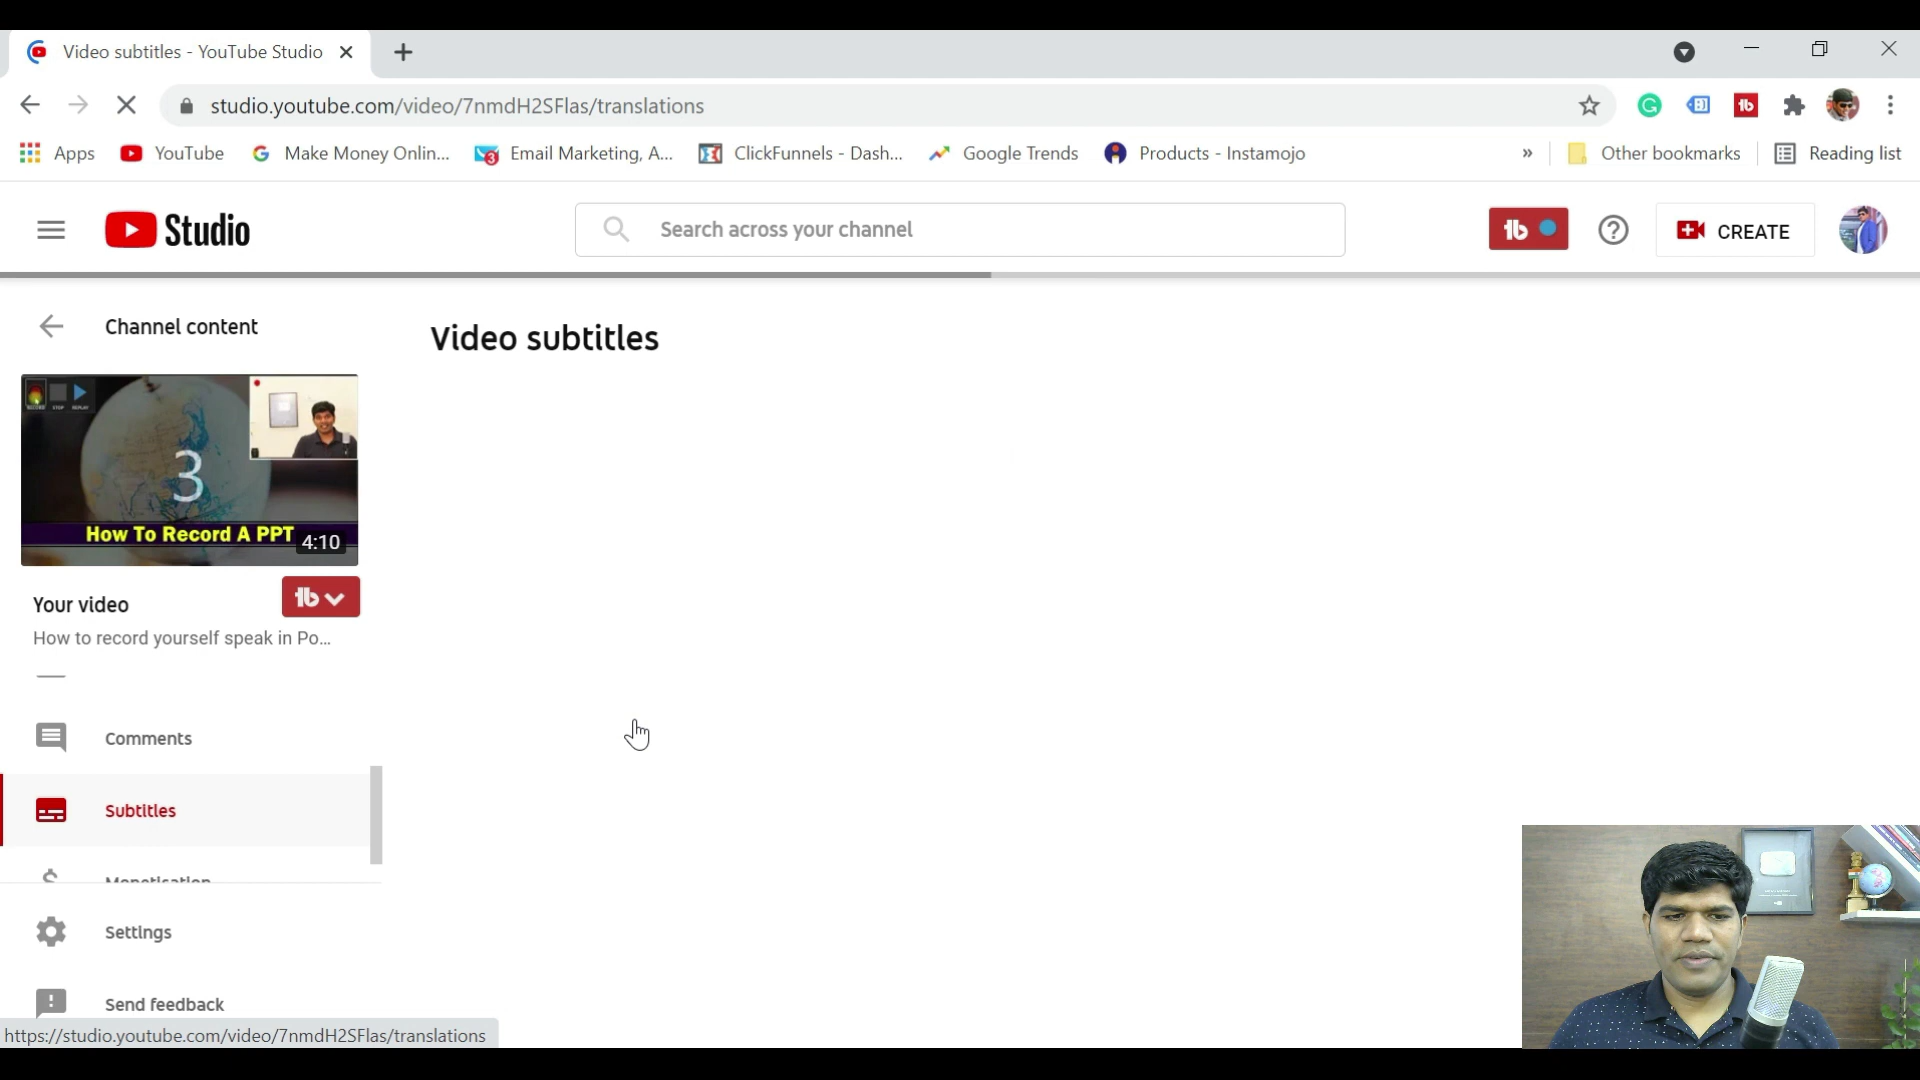 Video subtitles - YouTube Studio
studio.youtube.com/video/7nmdH2SFlas/translations
Apps
YouTube
Make Money Onlin...
3
Email Marketing, A...
ClickFunnels - Dash...
Google Trends
Products - Instamojo
»
Other bookmarks
Reading list
Studio
Search across your channel
CREATE
Channel content
Video subtitles
3
How To Record A PPT
4:10
Your video
How to record yourself speak in Po...
Comments
Subtitles
Monetisation
Settings
Send feedback
https://studio.youtube.com/video/7nmdH2SFlas/translations